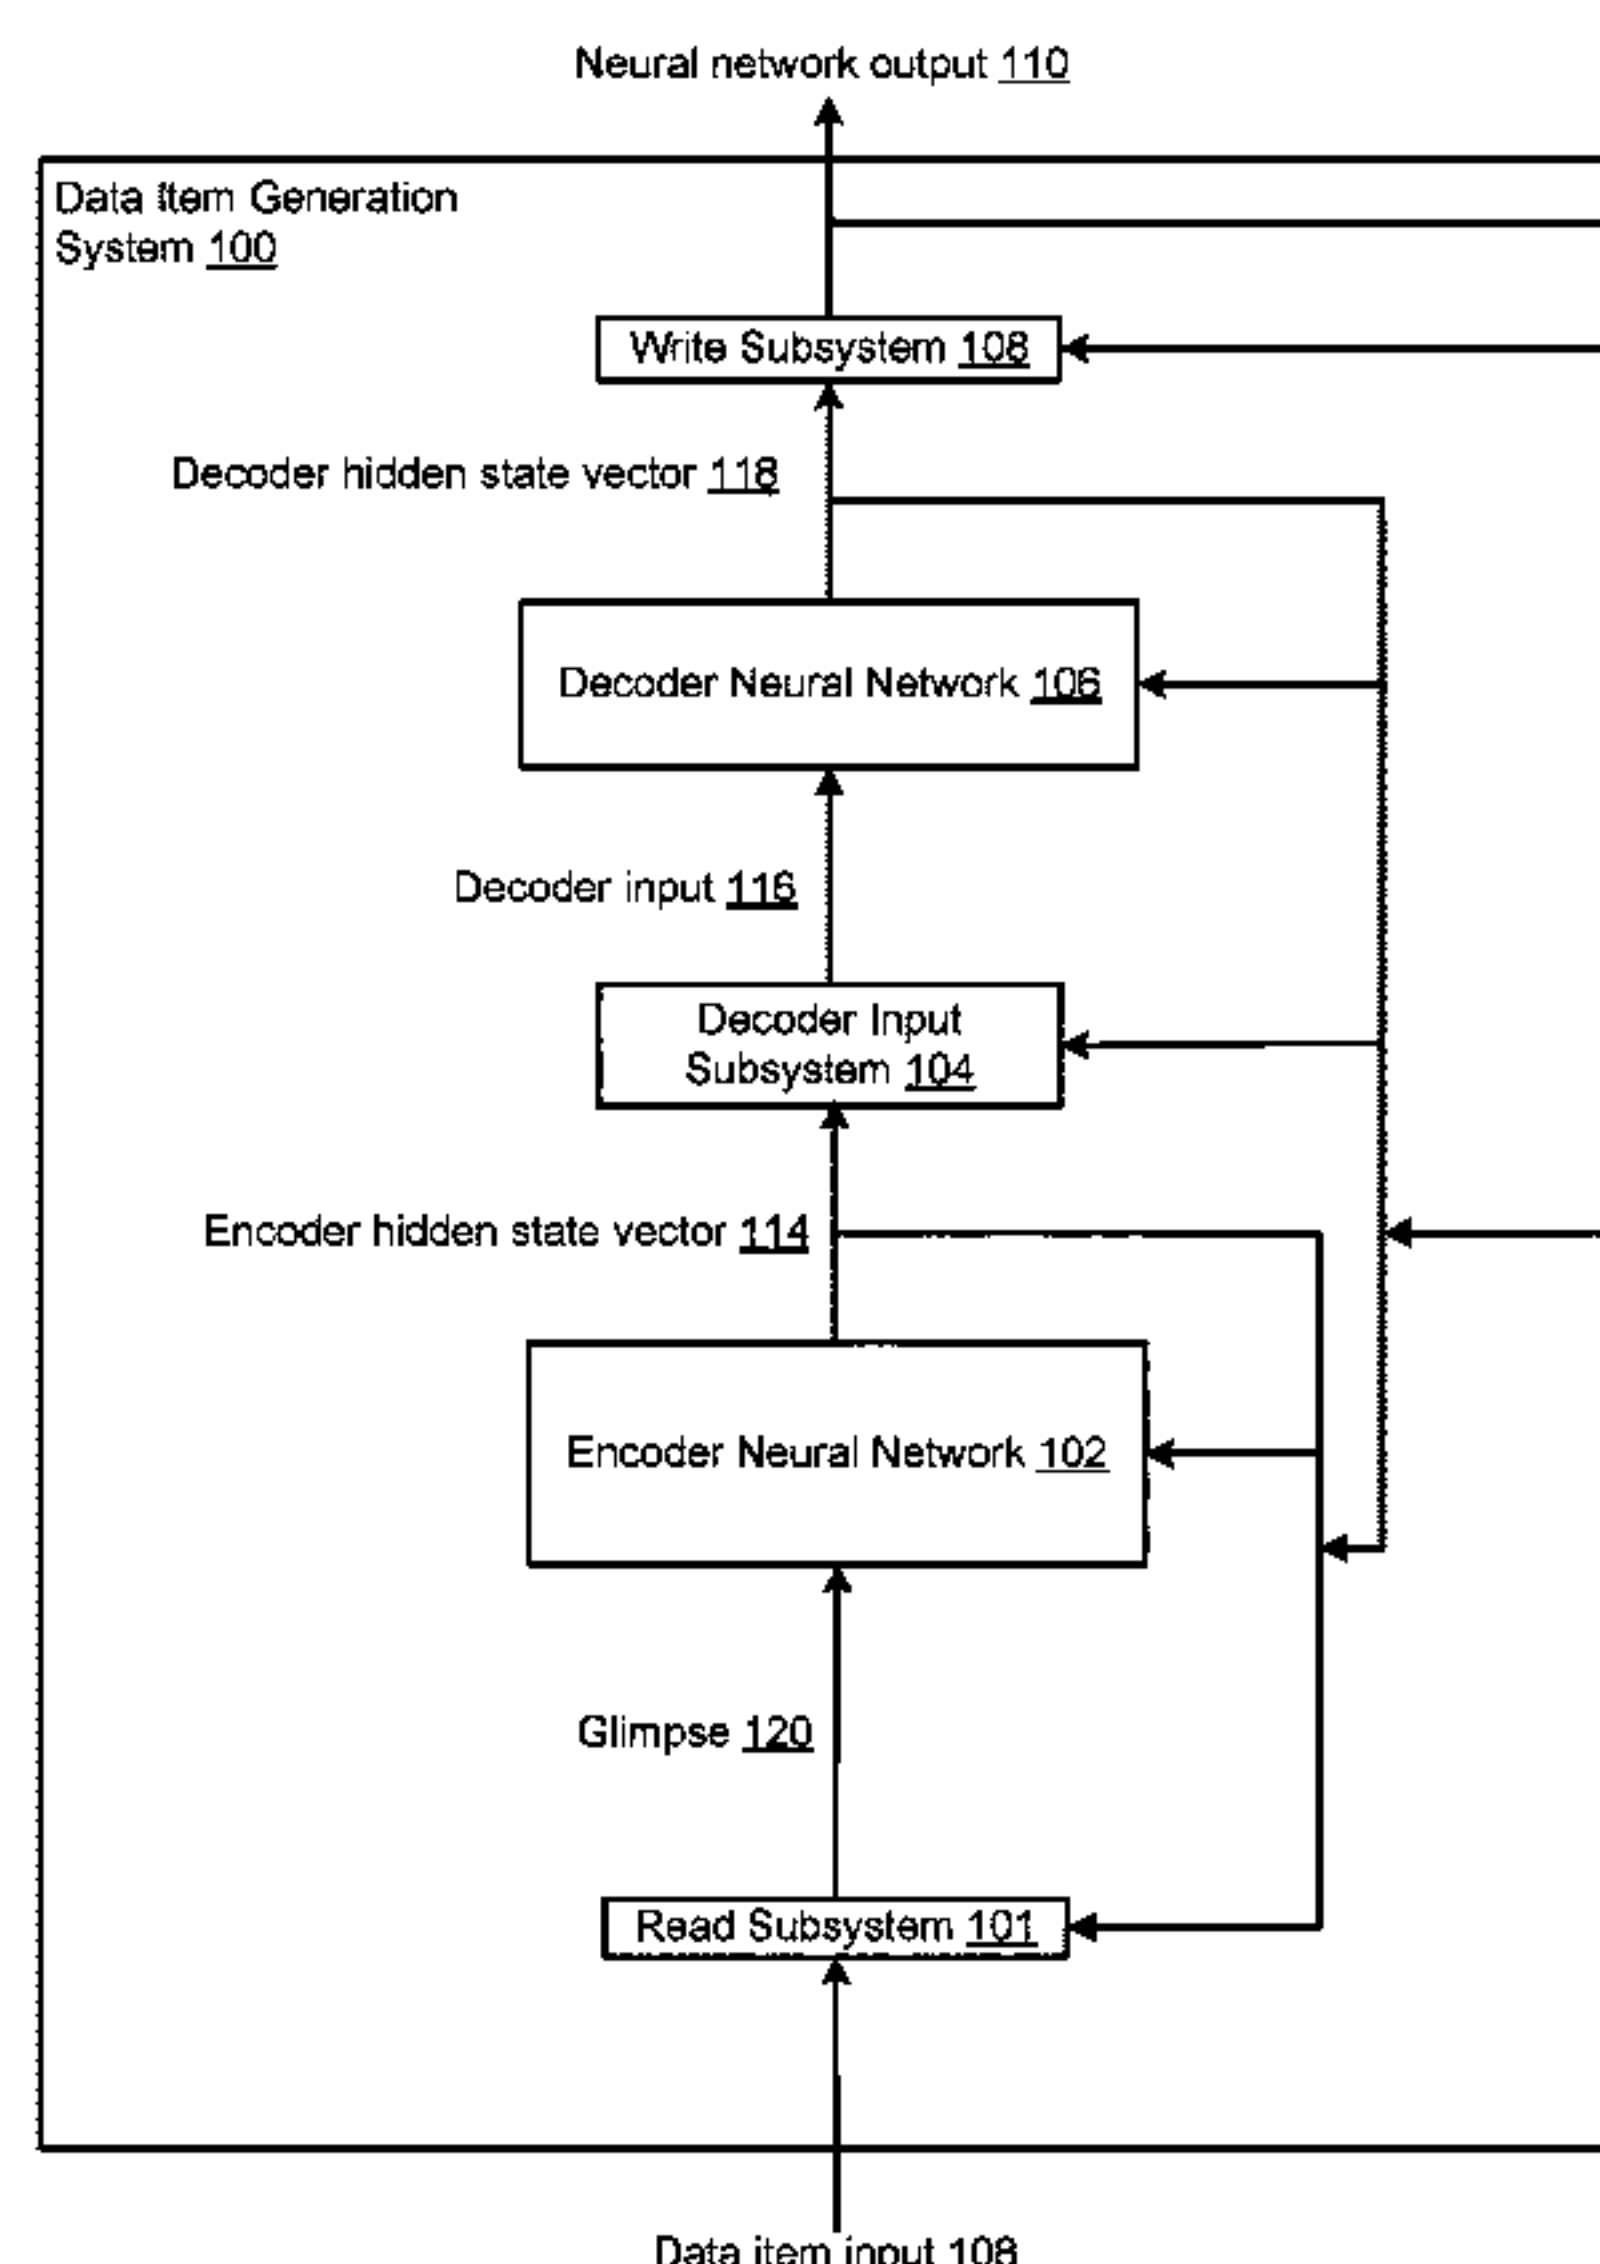 Neural network output 110
Data Item Generation
System 100
Write Subsystem 108
Decoder hidden state vector 118
Decoder Neural Network 106
Decoder input 116
Decoder Input
Subsystem 104
Encoder hidden state vector 114
Encoder Neural Network 102
Glimpse 120
Read Subsystem 101
Data item input 108